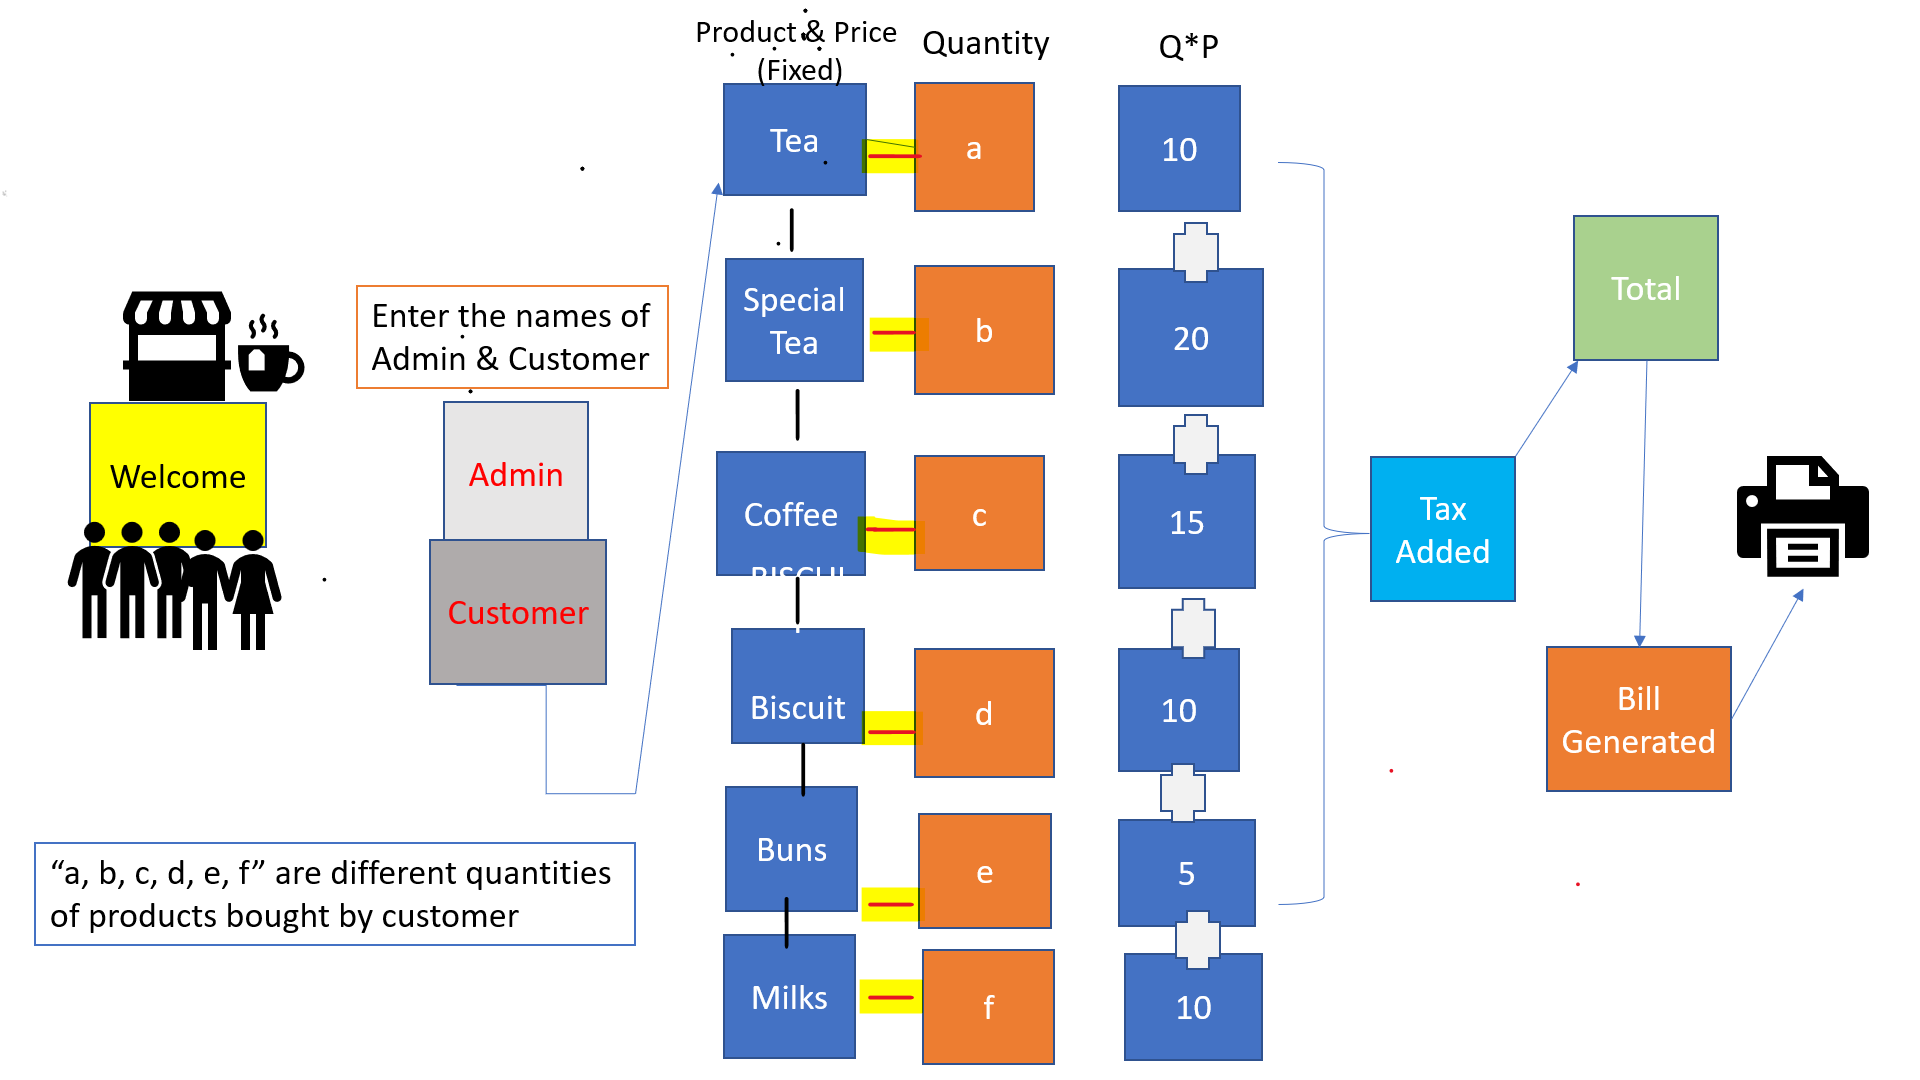 Product & Price
(Fixed)
Quantity
Q*P
Tea
a
10
Special
Tea
b
20
Coffee
c
15
BISCUI
Biscuit
d
10
Buns
e
5
Milks
f
10
Enter the names of
Admin & Customer
Welcome
Admin
Customer
“a, b, c, d, e, f” are different quantities
of products bought by customer
Tax
Added
Total
Bill
Generated